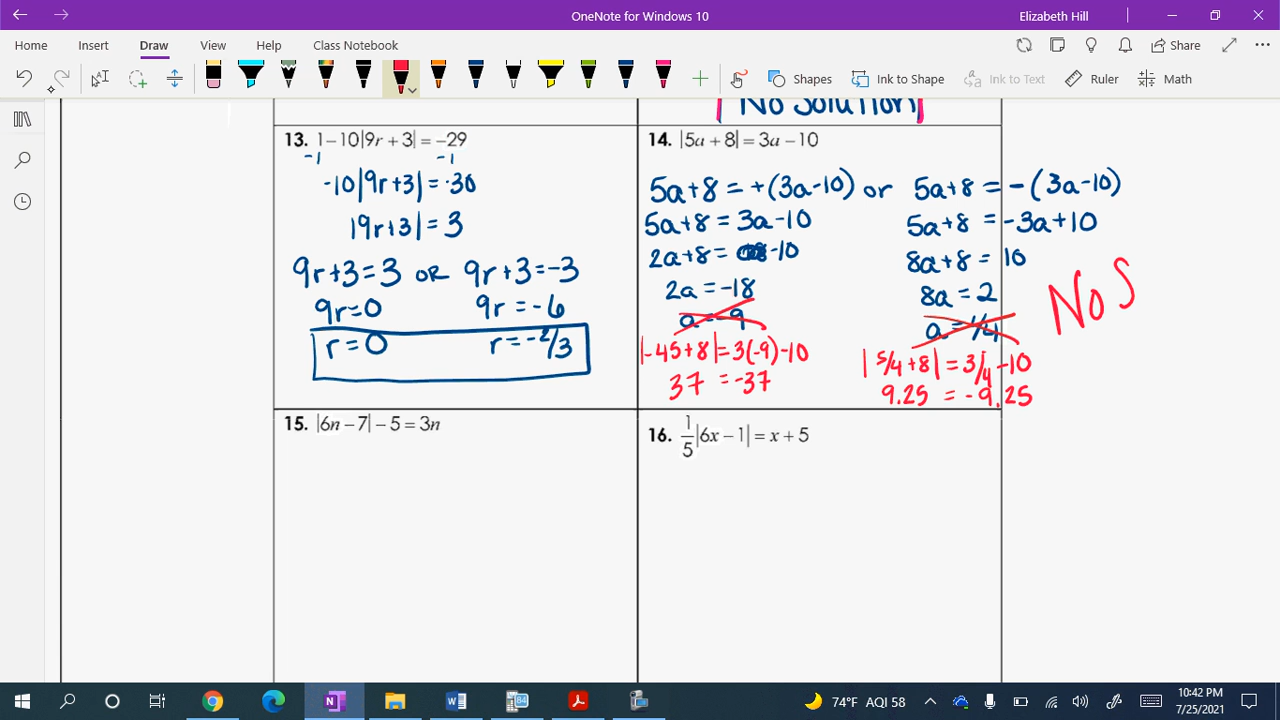 OneNote for Windows 10
Elizabeth Hill
Home Insert Draw View Help Class Notebook
Share
Shapes Ink to Shape Ink to Text Ruler Math
No Solution
13. 1–10|9r + 3| = –29
-1 -1
-10|9r+3| = -30
|9r+3| = 3
9r+3=3 OR 9r+3=-3
9r=0 9r=-6
r=0 r=-2/3
14. |5a + 8| = 3a – 10
5a+8 = +(3a-10) or 5a+8 = -(3a-10)
5a+8 = 3a-10 5a+8 = -3a+10
2a+8 = -10 8a+8 = 10
2a = -18 8a = 2
a = -9 a = 1/4
|-45+8| = 3(-9)-10 |5/4+8| = 3/4-10
37 = -37 9.25 = -9.25
No S
15. |6n – 7| – 5 = 3n
16. 1/5|6x – 1| = x + 5
74°F AQI 58
10:42 PM
7/25/2021